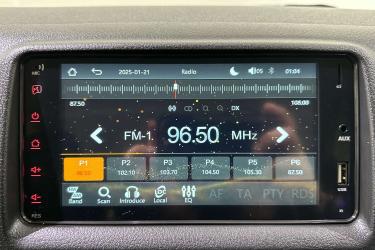 MIC
2025-01-21 Radio 05 01:04
87.50 108.00
DX
FM-1 96.50 MHz
P1 P2 P3 P4 P5 P6
96.50 102.10 103.70 104.50 105.30 87.50
Band Scan Introduce Local EQ AF TA PTY RDS
AUX
USB
RES